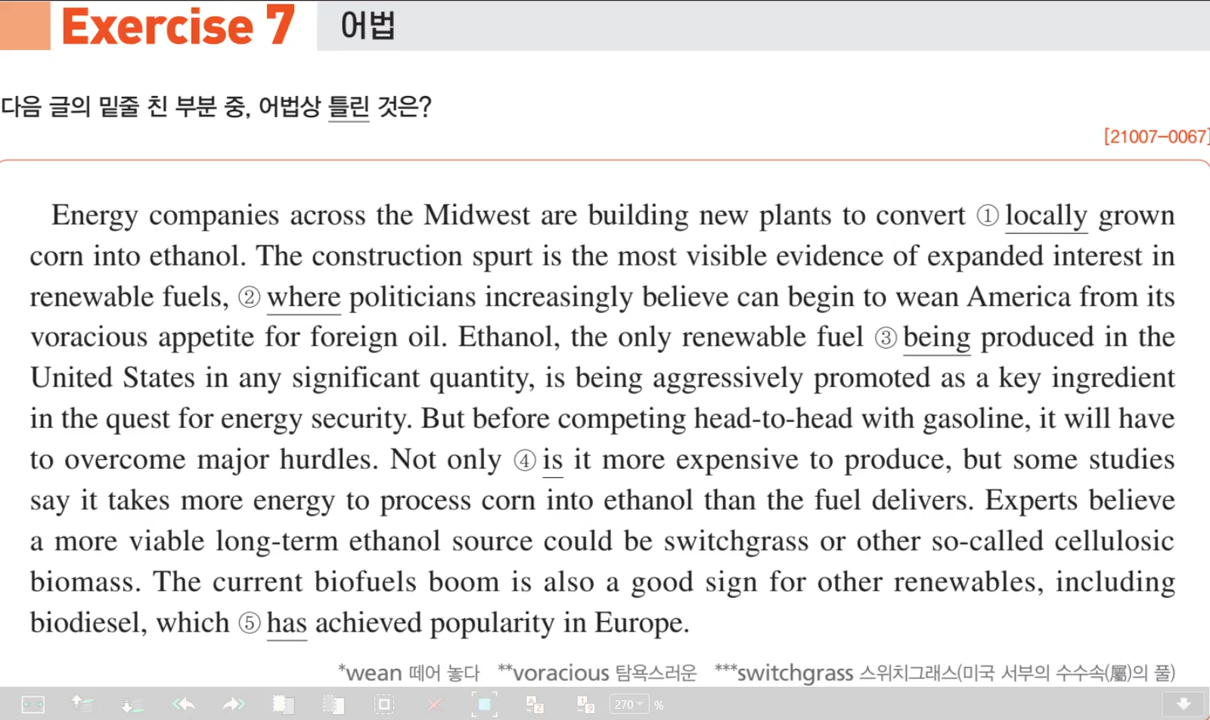 Exercise 7 어법
다음 글의 밑줄 친 부분 중, 어법상 틀린 것은?
[21007-0067]
Energy companies across the Midwest are building new plants to convert ① locally grown
corn into ethanol. The construction spurt is the most visible evidence of expanded interest in
renewable fuels, ② where politicians increasingly believe can begin to wean America from its
voracious appetite for foreign oil. Ethanol, the only renewable fuel ③ being produced in the
United States in any significant quantity, is being aggressively promoted as a key ingredient
in the quest for energy security. But before competing head-to-head with gasoline, it will have
to overcome major hurdles. Not only ④ is it more expensive to produce, but some studies
say it takes more energy to process corn into ethanol than the fuel delivers. Experts believe
a more viable long-term ethanol source could be switchgrass or other so-called cellulosic
biomass. The current biofuels boom is also a good sign for other renewables, including
biodiesel, which ⑤ has achieved popularity in Europe.
*wean 떼어 놓다 **voracious 탐욕스러운 ***switchgrass 스위치그래스(미국 서부의 수수속(屬)의 풀)
270 %